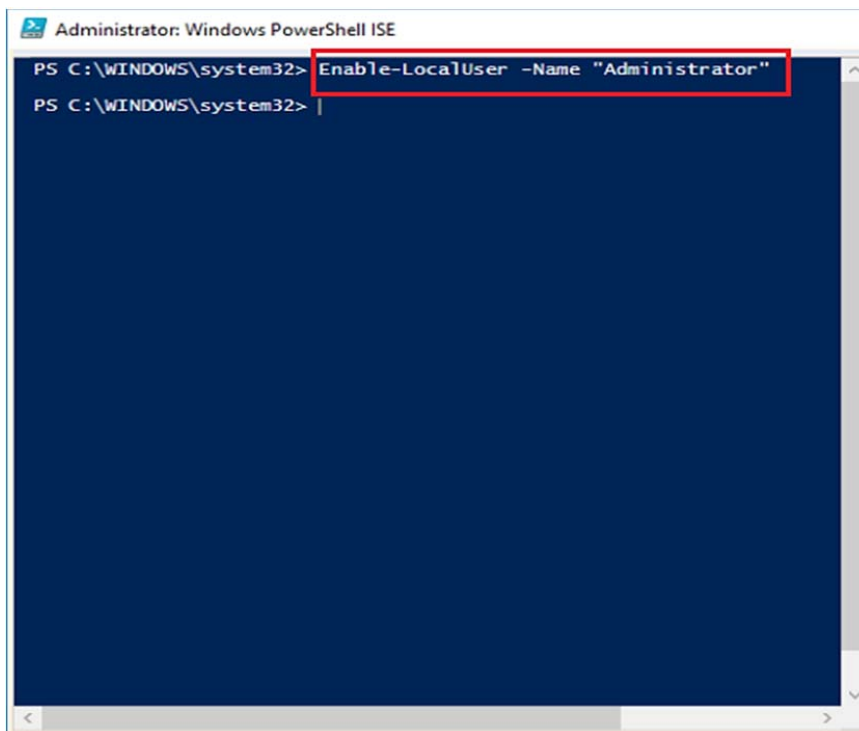 Administrator: Windows PowerShell ISE
PS C:\WINDOWS\system32> Enable-LocalUser -Name "Administrator"
PS C:\WINDOWS\system32>